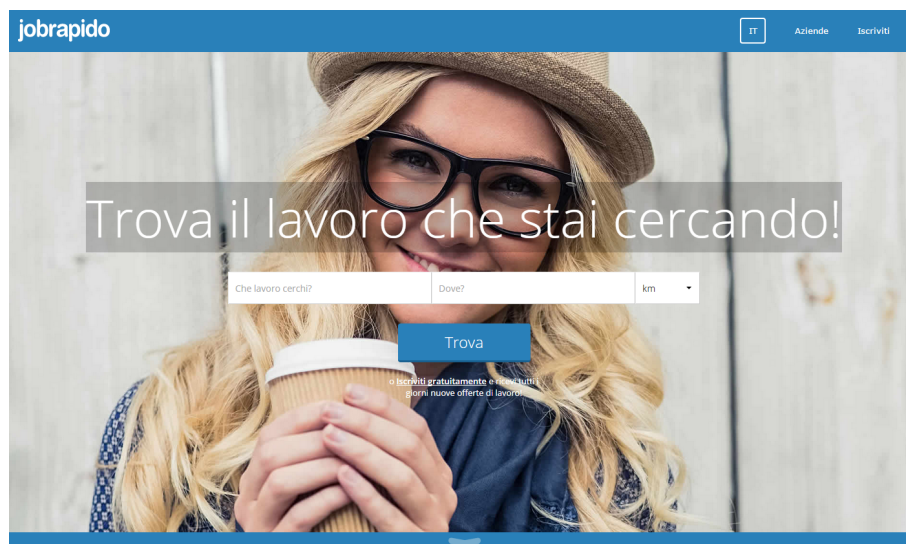 jobrapido
IT Aziende Iscriviti
Trova il lavoro che stai cercando!
Che lavoro cerchi? Dove? km
Trova
o Iscriviti gratuitamente e ricevi tutti i
giorni nuove offerte di lavoro!